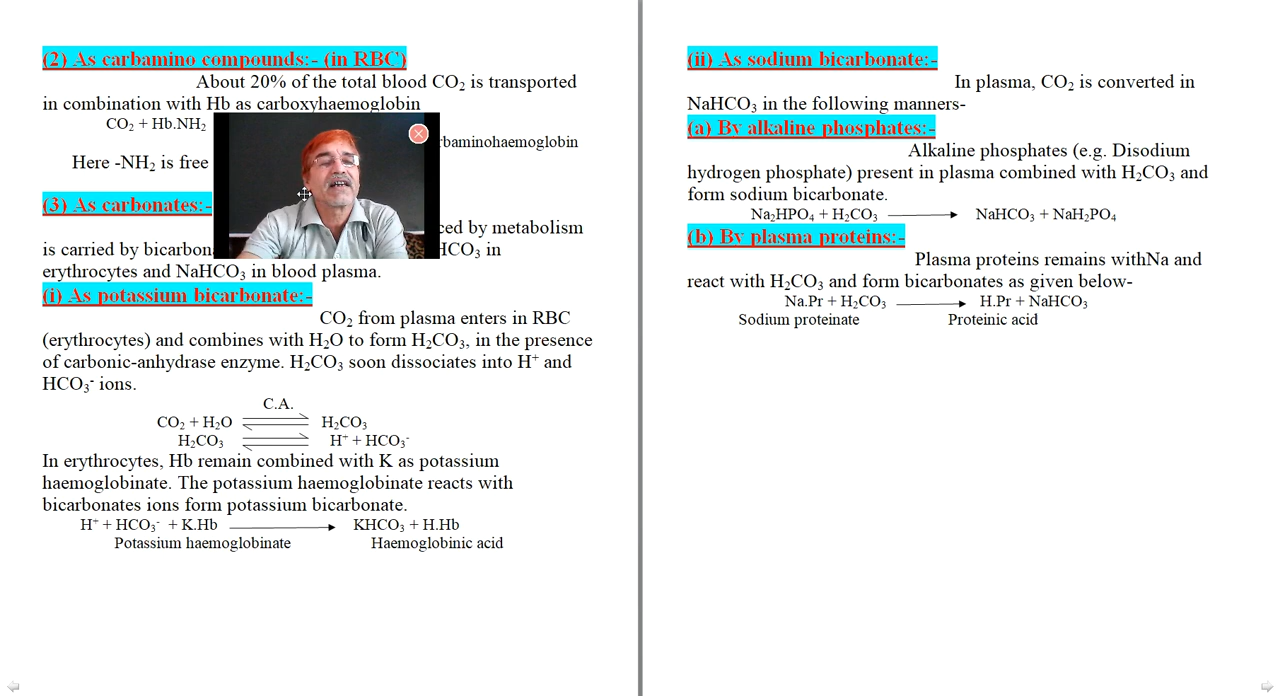 (2) As carbamino compounds:- (in RBC)
About 20% of the total blood CO₂ is transported
in combination with Hb as carboxyhaemoglobin
CO₂ + Hb.NH₂
rbaminohaemoglobin
Here -NH₂ is free
(3) As carbonates:-
ced by metabolism
is carried by bicarbon HCO₃ in
erythrocytes and NaHCO₃ in blood plasma.
(i) As potassium bicarbonate:-
CO₂ from plasma enters in RBC
(erythrocytes) and combines with H₂O to form H₂CO₃, in the presence
of carbonic-anhydrase enzyme. H₂CO₃ soon dissociates into H⁺ and
HCO₃⁻ ions.
C.A.
CO₂ + H₂O ⇌ H₂CO₃
H₂CO₃ ⇌ H⁺ + HCO₃⁻
In erythrocytes, Hb remain combined with K as potassium
haemoglobinate. The potassium haemoglobinate reacts with
bicarbonates ions form potassium bicarbonate.
H⁺ + HCO₃⁻ + K.Hb → KHCO₃ + H.Hb
Potassium haemoglobinate Haemoglobinic acid
(ii) As sodium bicarbonate:-
In plasma, CO₂ is converted in
NaHCO₃ in the following manners-
(a) By alkaline phosphates:-
Alkaline phosphates (e.g. Disodium
hydrogen phosphate) present in plasma combined with H₂CO₃ and
form sodium bicarbonate.
Na₂HPO₄ + H₂CO₃ → NaHCO₃ + NaH₂PO₄
(b) By plasma proteins:-
Plasma proteins remains withNa and
react with H₂CO₃ and form bicarbonates as given below-
Na.Pr + H₂CO₃ → H.Pr + NaHCO₃
Sodium proteinate Proteinic acid